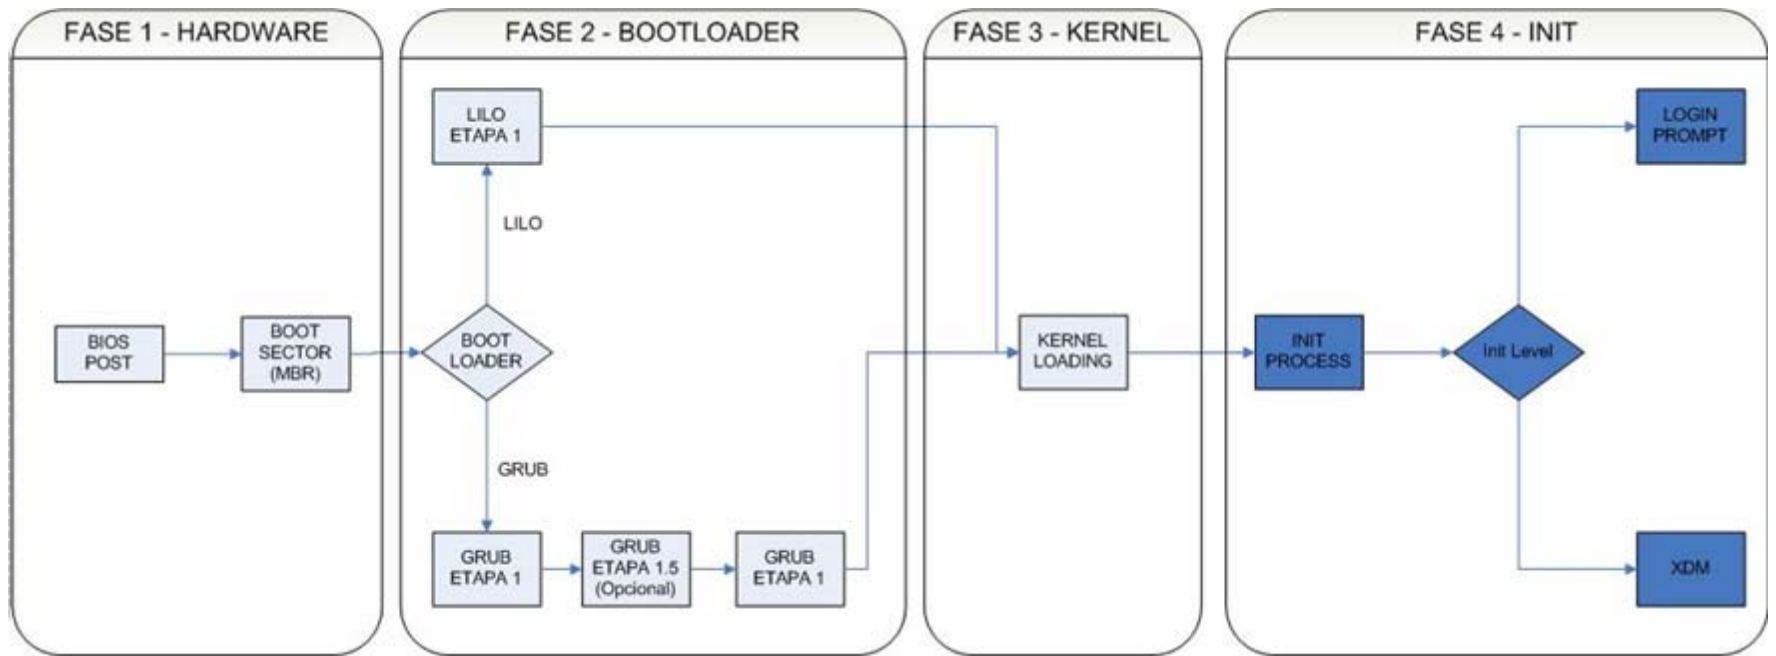 FASE 1 - HARDWARE
BIOS
POST
BOOT
SECTOR
(MBR)
FASE 2 - BOOTLOADER
LILO
ETAPA 1
LILO
BOOT
LOADER
GRUB
GRUB
ETAPA 1
GRUB
ETAPA 1.5
(Opcional)
GRUB
ETAPA 1
FASE 3 - KERNEL
KERNEL
LOADING
FASE 4 - INIT
INIT
PROCESS
Init Level
LOGIN
PROMPT
XDM